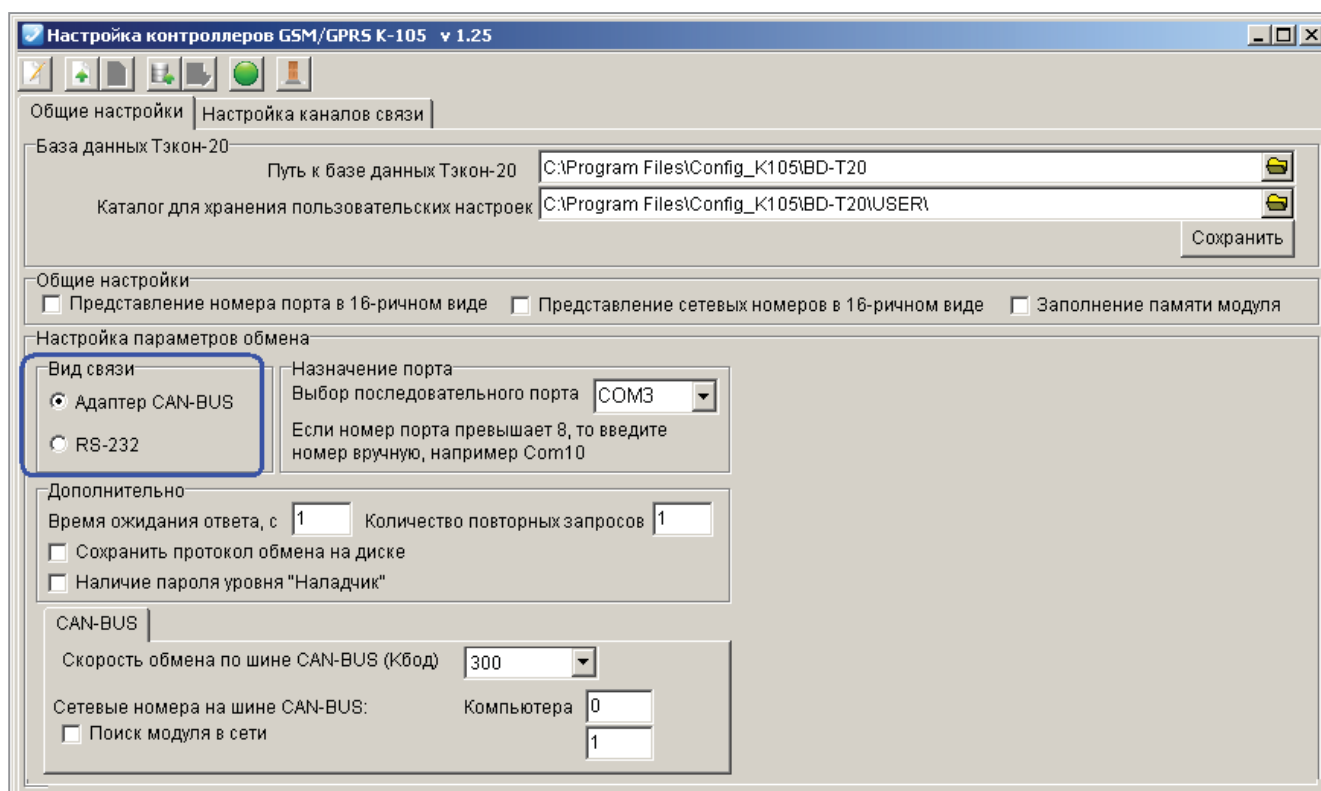 Настройка контроллеров GSM/GPRS K-105 v 1.25
Общие настройки Настройка каналов связи
База данных Тэкон-20
Путь к базе данных Тэкон-20 C:\Program Files\Config_K105\BD-T20
Каталог для хранения пользовательских настроек C:\Program Files\Config_K105\BD-T20\USER\
Сохранить
Общие настройки
Представление номера порта в 16-ричном виде Представление сетевых номеров в 16-ричном виде Заполнение памяти модуля
Настройка параметров обмена
Вид связи
Адаптер CAN-BUS
RS-232
Назначение порта
Выбор последовательного порта COM3
Если номер порта превышает 8, то введите
номер вручную, например Com10
Дополнительно
Время ожидания ответа, с 1 Количество повторных запросов 1
Сохранить протокол обмена на диске
Наличие пароля уровня "Наладчик"
CAN-BUS
Скорость обмена по шине CAN-BUS (Кбод) 300
Сетевые номера на шине CAN-BUS: Компьютера 0
Поиск модуля в сети 1